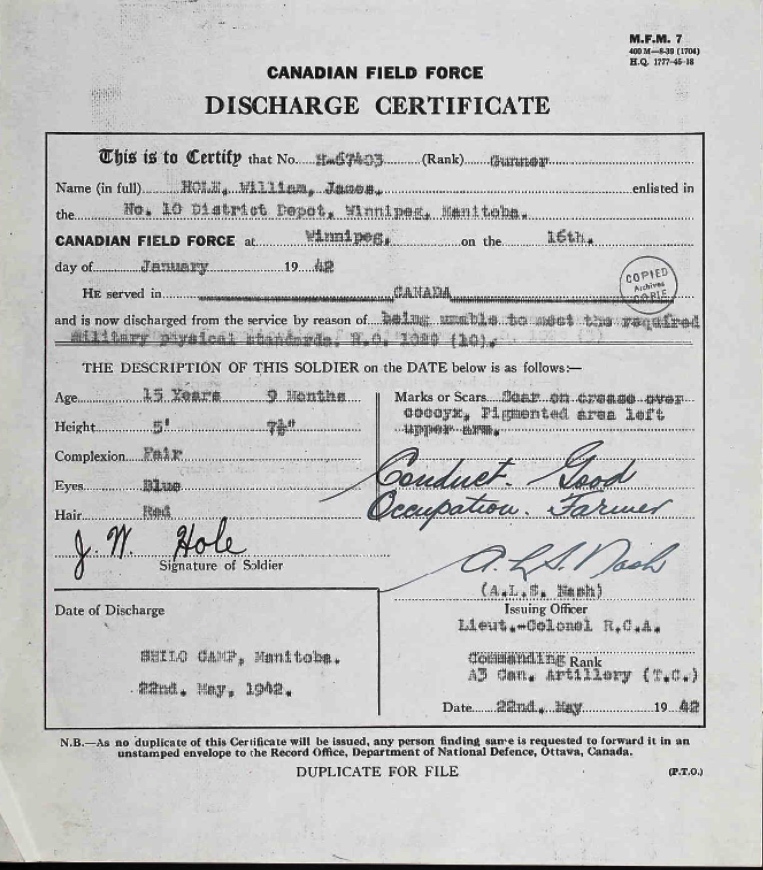 M.F.M. 7
400 M—8-39 (1704)
H.Q. 1777-45-18
CANADIAN FIELD FORCE
DISCHARGE CERTIFICATE
This is to Certify that No. H-67403 (Rank) Gunner
Name (in full) HOLE, William, James. enlisted in
the No. 10 District Depot, Winnipeg, Manitoba.
CANADIAN FIELD FORCE at Winnipeg, on the 16th.
day of January 19 42
HE served in CANADA
COPIED
Archives
COPIE
and is now discharged from the service by reason of being unable to meet the required
military physical standards. R.O. 1029 (10).
THE DESCRIPTION OF THIS SOLDIER on the DATE below is as follows:—
Age 15 Years 9 Months
Marks or Scars Scar on crease over
Height 5' 7½"
coccyx, Pigmented area left
upper arm.
Complexion Fair
Eyes Blue
Conduct. Good
Hair Red
Occupation. Farmer
J. W. Hole
Signature of Soldier
A.L.S. Nash
(A.L.S. Nash)
Issuing Officer
Date of Discharge
Lieut.-Colonel R.C.A.
SHILO CAMP, Manitoba.
Commanding Rank
A3 Can. Artillery (T.C.)
22nd. May, 1942.
Date 22nd. May 19 42
N.B.—As no duplicate of this Certificate will be issued, any person finding same is requested to forward it in an
unstamped envelope to the Record Office, Department of National Defence, Ottawa, Canada.
DUPLICATE FOR FILE
(P.T.O.)